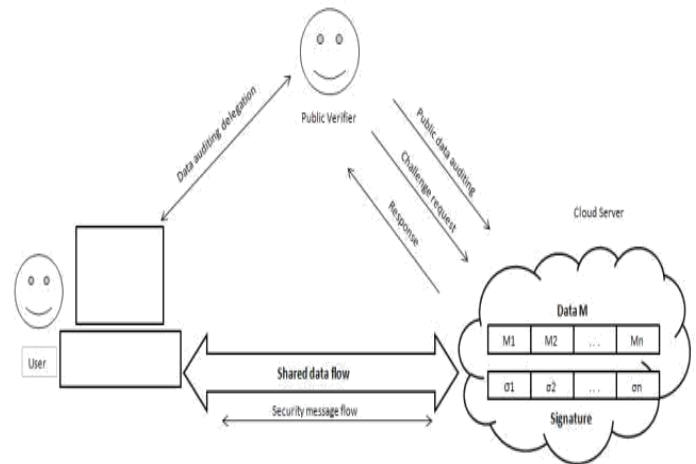 Public Verifier
Data auditing delegation
Public data auditing
Challenge request
Response
Cloud Server
Data M
M1 M2 ... Mn
σ1 σ2 ... σn
Signature
User
Shared data flow
Security message flow